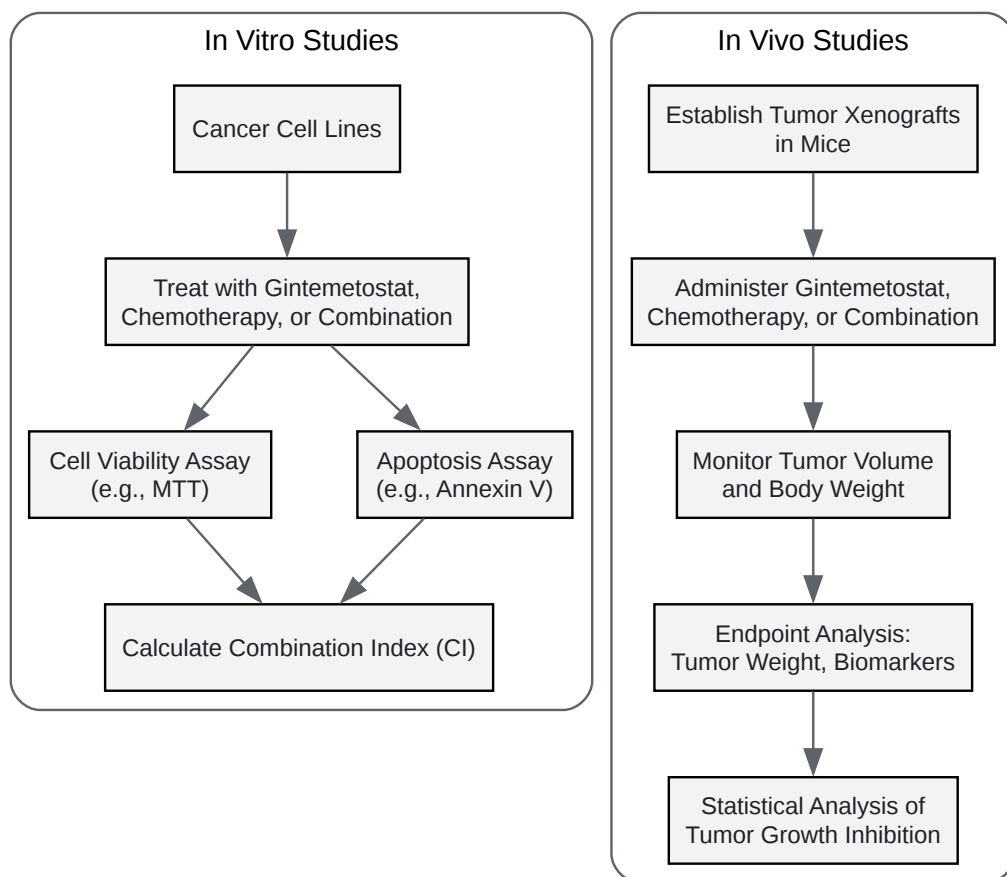 In Vitro Studies
Cancer Cell Lines
Treat with Gintemetostat,
Chemotherapy, or Combination
Cell Viability Assay
(e.g., MTT)
Apoptosis Assay
(e.g., Annexin V)
Calculate Combination Index (CI)
In Vivo Studies
Establish Tumor Xenografts
in Mice
Administer Gintemetostat,
Chemotherapy, or Combination
Monitor Tumor Volume
and Body Weight
Endpoint Analysis:
Tumor Weight, Biomarkers
Statistical Analysis of
Tumor Growth Inhibition